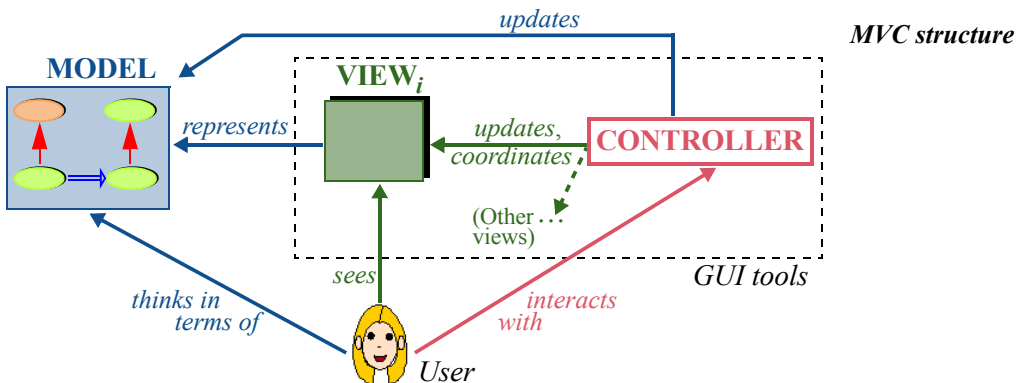 updates
MVC structure
MODEL
VIEWi
represents
updates,
coordinates
CONTROLLER
(Other ...
views)
GUI tools
sees
thinks in
terms of
interacts
with
User